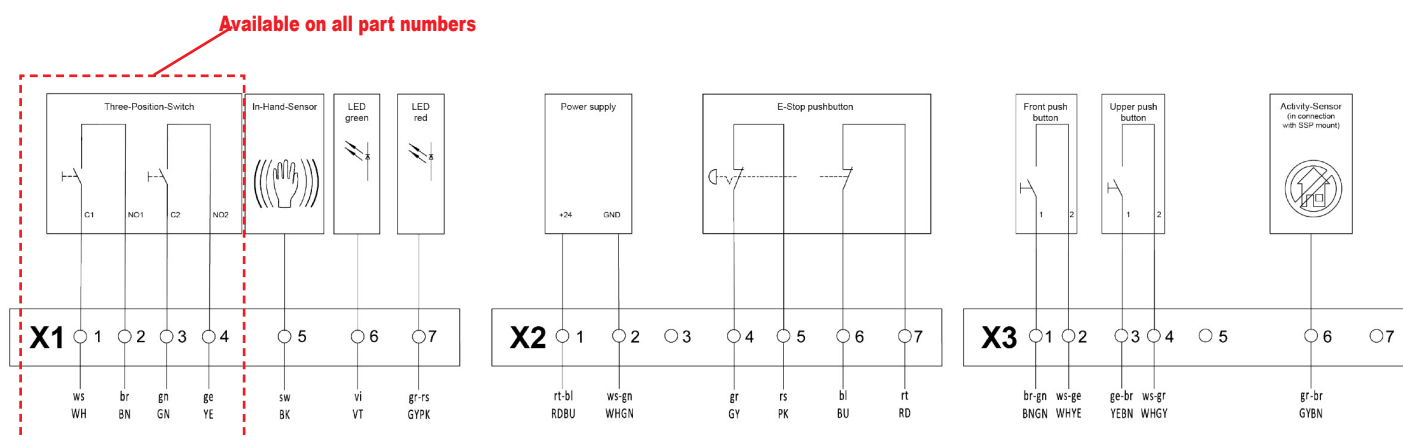 Available on all part numbers
Three-Position-Switch
In-Hand-Sensor
LED
green
LED
red
Power supply
E-Stop pushbutton
Front push
button
Upper push
button
Activity-Sensor
(in connection
with SSP mount)
C1 NO1 C2 NO2
+24 GND
1 2
1 2
X1 1 2 3 4 5 6 7
X2 1 2 3 4 5 6 7
X3 1 2 3 4 5 6 7
ws br gn ge sw vi gr-rs
WH BN GN YE BK VT GYPK
rt-bl ws-gn gr rs bl rt
RDBU WHGN GY PK BU RD
br-gn ws-ge ge-br ws-gr gr-br
BNGN WHYE YEBN WHGY GYBN